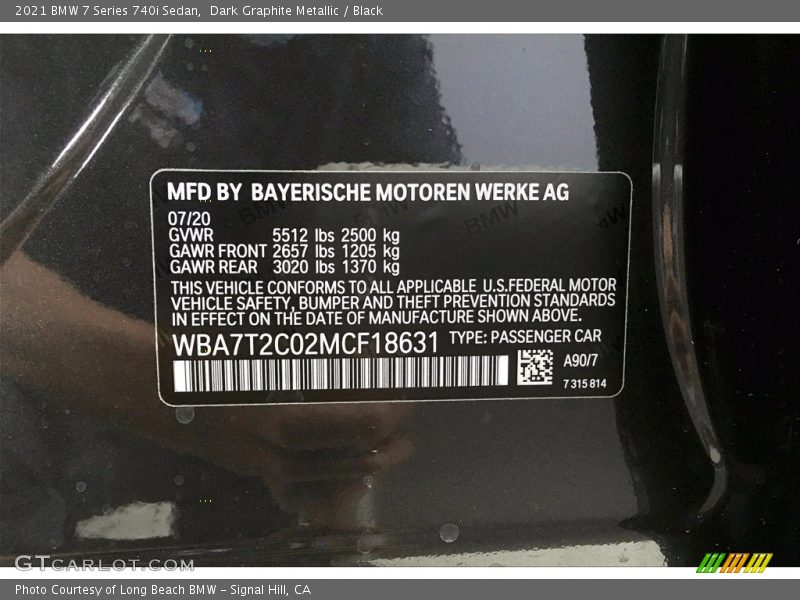 2021 BMW 7 Series 740i Sedan, Dark Graphite Metallic / Black
MFD BY BAYERISCHE MOTOREN WERKE AG
07/20
GVWR 5512 lbs 2500 kg
GAWR FRONT 2657 lbs 1205 kg
GAWR REAR 3020 lbs 1370 kg
THIS VEHICLE CONFORMS TO ALL APPLICABLE U.S.FEDERAL MOTOR
VEHICLE SAFETY, BUMPER AND THEFT PREVENTION STANDARDS
IN EFFECT ON THE DATE OF MANUFACTURE SHOWN ABOVE.
WBA7T2C02MCF18631 TYPE: PASSENGER CAR
A90/7
7 315 814
GTCARLOT.COM
Photo Courtesy of Long Beach BMW - Signal Hill, CA